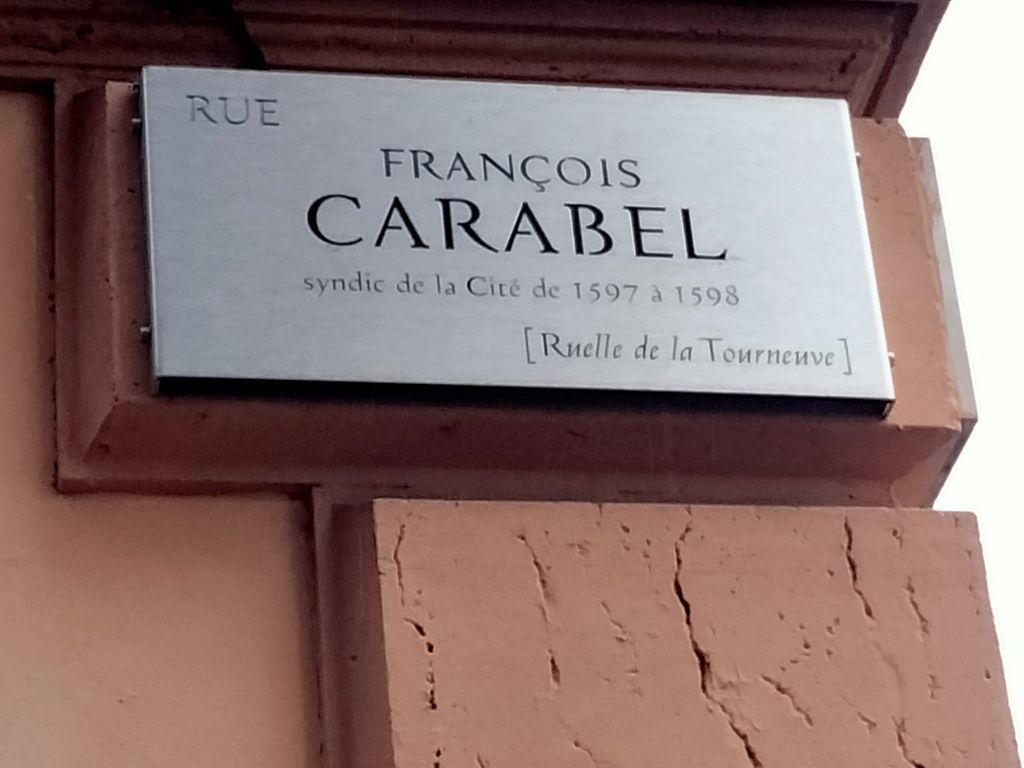 RUE
FRANÇOIS
CARABEL
syndic de la Cité de 1597 à 1598
[Ruelle de la Tourneuve]